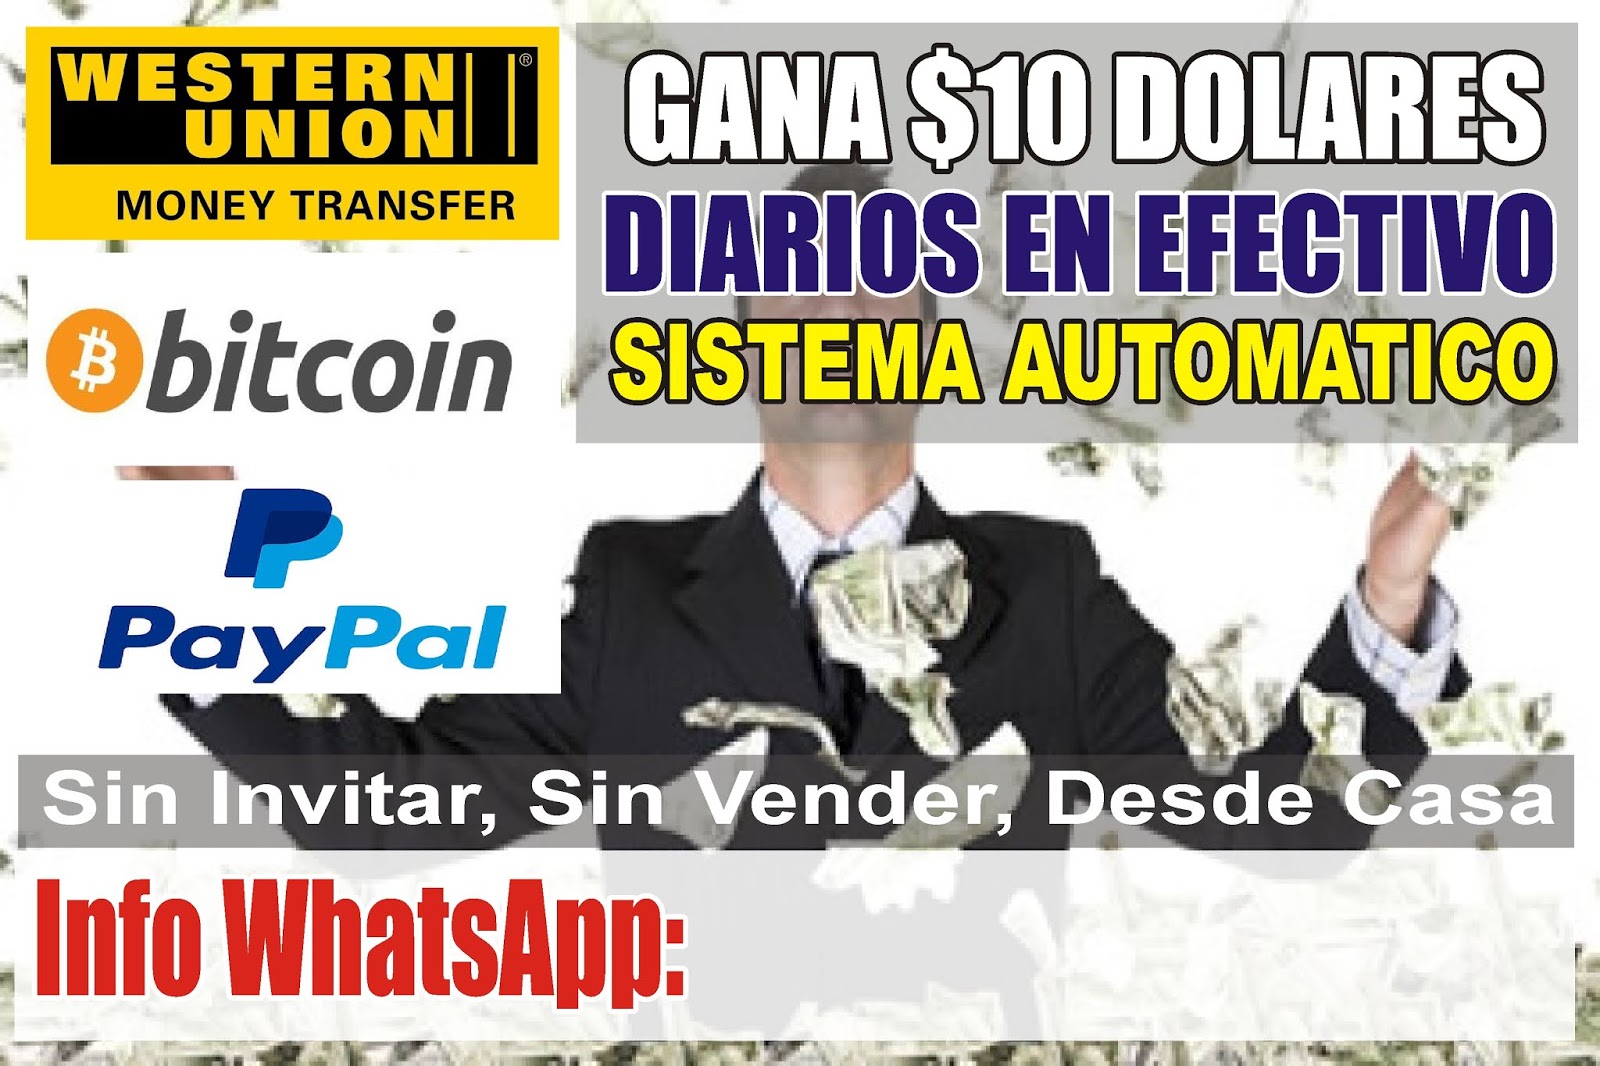 WESTERN
UNION®
MONEY TRANSFER
bitcoin
PayPal
GANA $10 DOLARES
DIARIOS EN EFECTIVO
SISTEMA AUTOMATICO
Sin Invitar, Sin Vender, Desde Casa
Info WhatsApp: